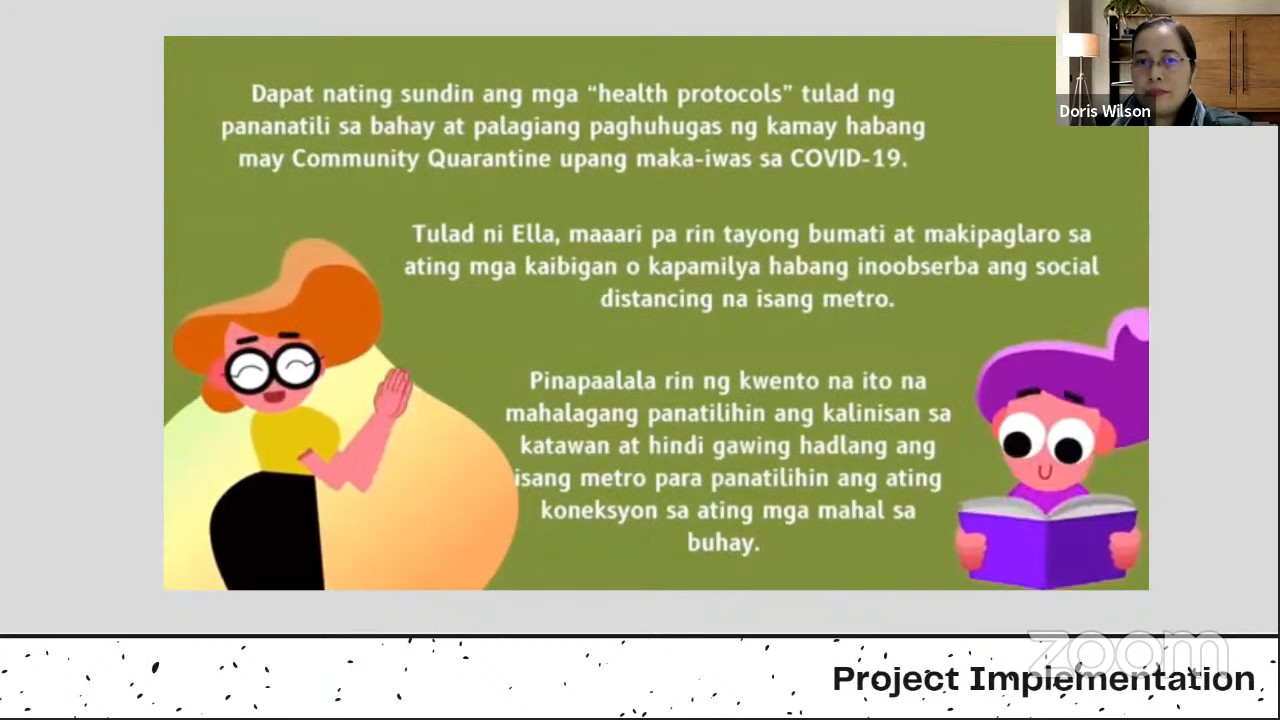 Dapat nating sundin ang mga “health protocols” tulad ng
pananatili sa bahay at palagiang paghuhugas ng kamay habang
may Community Quarantine upang maka-iwas sa COVID-19.
Tulad ni Ella, maaari pa rin tayong bumati at makipaglaro sa
ating mga kaibigan o kapamilya habang inoobserba ang social
distancing na isang metro.
Pinapaalala rin ng kwento na ito na
mahalagang panatilihin ang kalinisan sa
katawan at hindi gawing hadlang ang
isang metro para panatilihin ang ating
koneksyon sa ating mga mahal sa
buhay.
Doris Wilson
zoom
Project Implementation